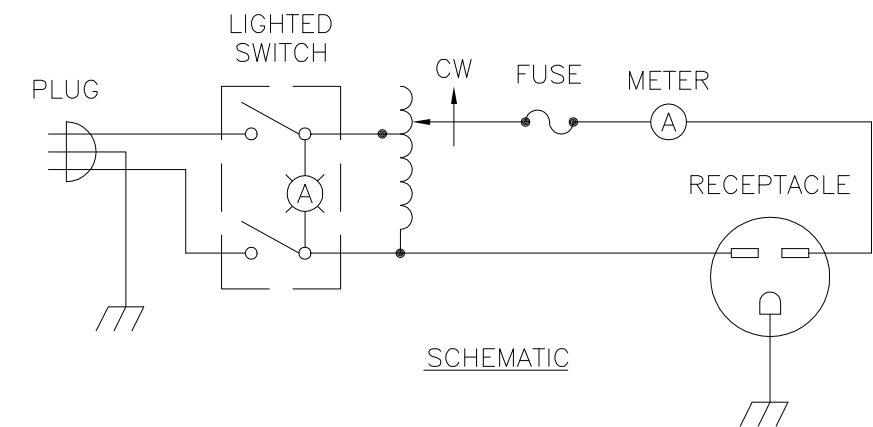 LIGHTED
SWITCH
PLUG
CW
FUSE
METER
A
A
RECEPTACLE
SCHEMATIC